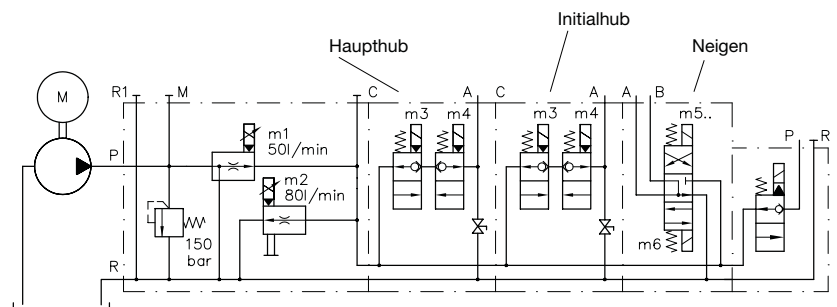 Initialhub
Haupthub
Neigen
M
R1 M C A C A A B
m3 m4 m3 m4 m5..
m1
50l/min
P
P R
m2
80l/min
150
bar
m6
R